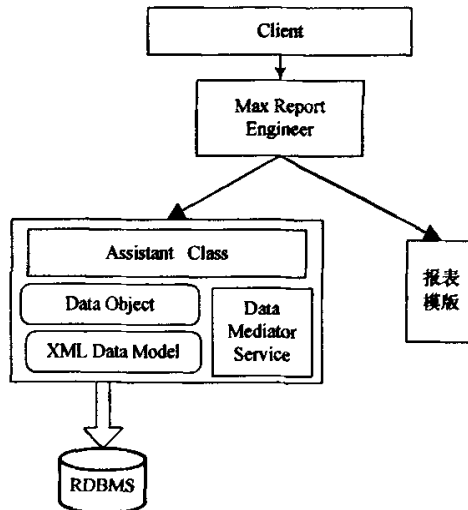 Client
Max Report
Engineer
Assistant Class
Data Object
XML Data Model
Data
Mediator
Service
报表
模版
RDBMS